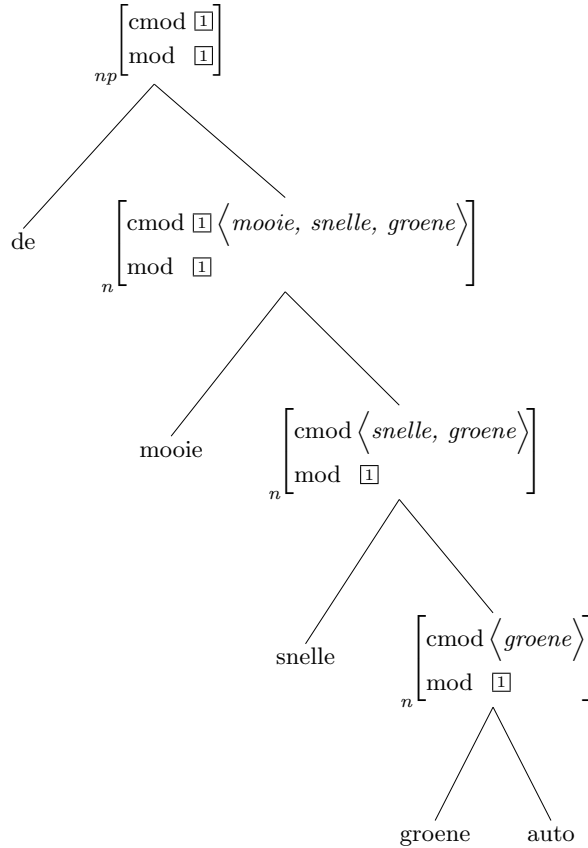 cmod 1
mod 1
np
de
cmod 1 ⟨mooie, snelle, groene⟩
mod 1
n
mooie
cmod ⟨snelle, groene⟩
mod 1
n
snelle
cmod ⟨groene⟩
mod 1
n
groene auto